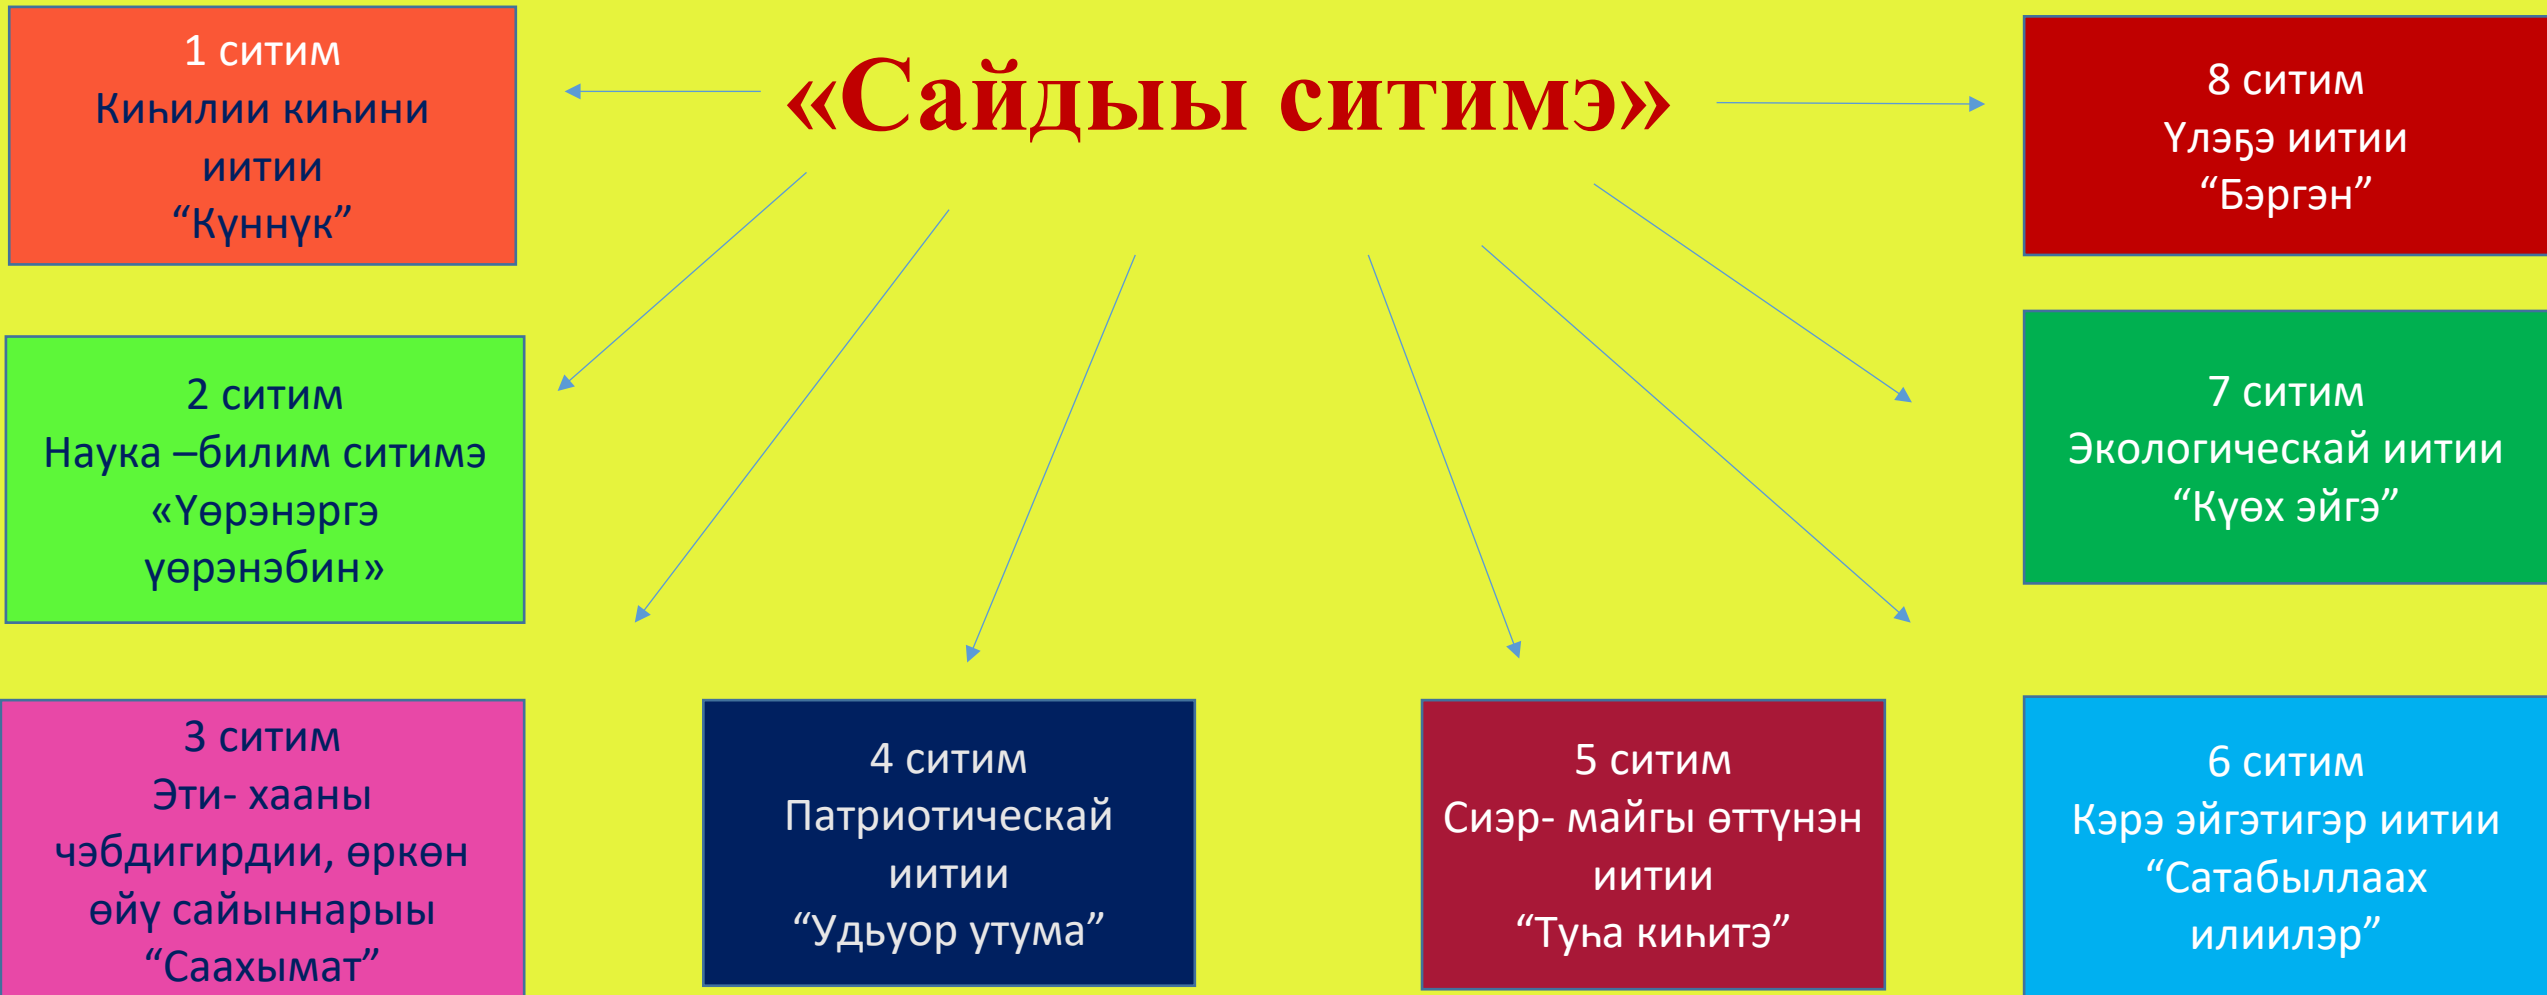 «Сайдыы ситимэ»
1 ситим
Киһилии киһини
иитии
“Күннүк”
2 ситим
Наука –билим ситимэ
«Үөрэнэргэ
үөрэнэбин»
3 ситим
Эти- хааны
чэбдигирдии, өркөн
өйү сайыннарыы
“Саахымат”
4 ситим
Патриотическай
иитии
“Удьуор утума”
5 ситим
Сиэр- майгы өттүнэн
иитии
“Туһа киһитэ”
6 ситим
Кэрэ эйгэтигэр иитии
“Сатабыллаах
илиилэр”
7 ситим
Экологическай иитии
“Күөх эйгэ”
8 ситим
Үлэҕэ иитии
“Бэргэн”